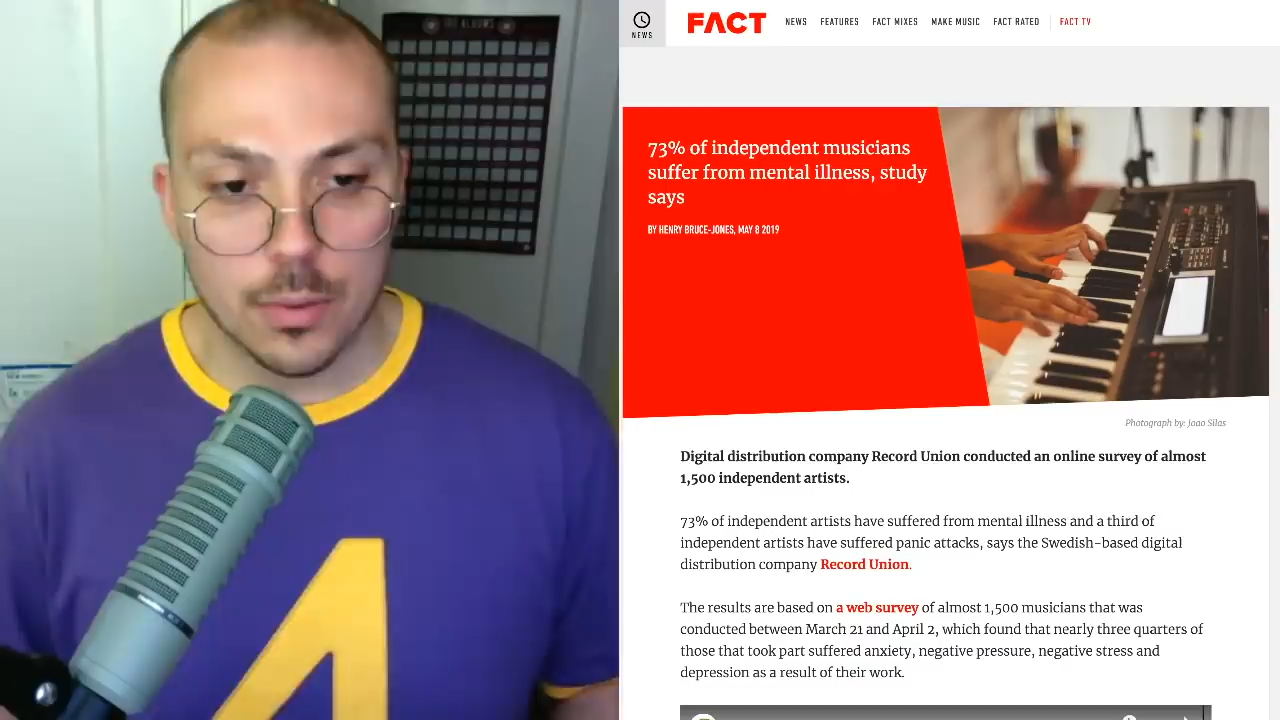 NEWS
FACT
NEWS FEATURES FACT MIXES MAKE MUSIC FACT RATED FACT TV
73% of independent musicians
suffer from mental illness, study
says
BY HENRY BRUCE-JONES, MAY 8 2019
Photograph by: Joao Silas
Digital distribution company Record Union conducted an online survey of almost
1,500 independent artists.
73% of independent artists have suffered from mental illness and a third of
independent artists have suffered panic attacks, says the Swedish-based digital
distribution company Record Union.
The results are based on a web survey of almost 1,500 musicians that was
conducted between March 21 and April 2, which found that nearly three quarters of
those that took part suffered anxiety, negative pressure, negative stress and
depression as a result of their work.